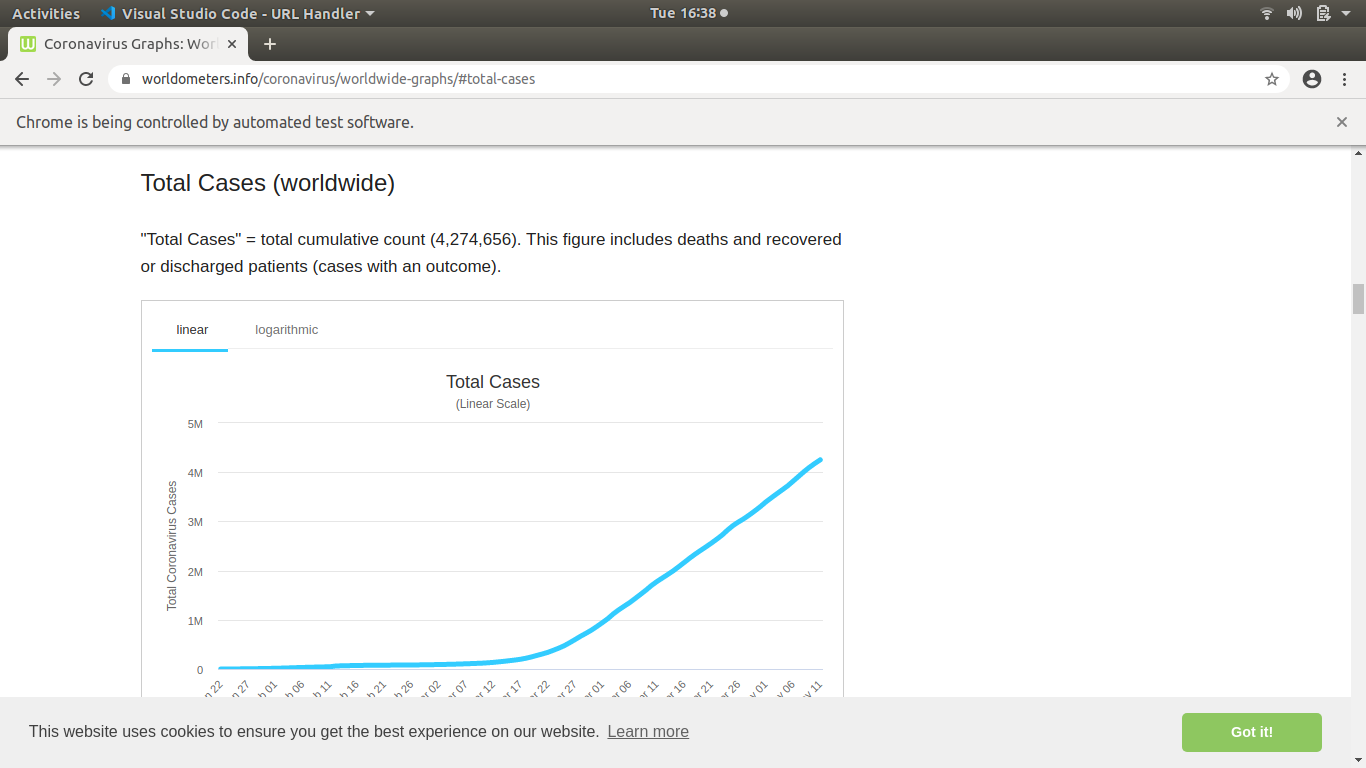 Activities Visual Studio Code - URL Handler Tue 16:38
Coronavirus Graphs: Wor
worldometers.info/coronavirus/worldwide-graphs/#total-cases
Chrome is being controlled by automated test software.
Total Cases (worldwide)
"Total Cases" = total cumulative count (4,274,656). This figure includes deaths and recovered
or discharged patients (cases with an outcome).
linear logarithmic
Total Cases
(Linear Scale)
Total Coronavirus Cases
5M
4M
3M
2M
1M
0
n 22 n 27 b 01 b 06 b 11 b 16 b 21 b 26 r 02 r 07 r 12 r 17 r 22 r 27 r 01 r 06 r 11 r 16 r 21 r 26 y 01 y 06 y 11
This website uses cookies to ensure you get the best experience on our website. Learn more
Got it!